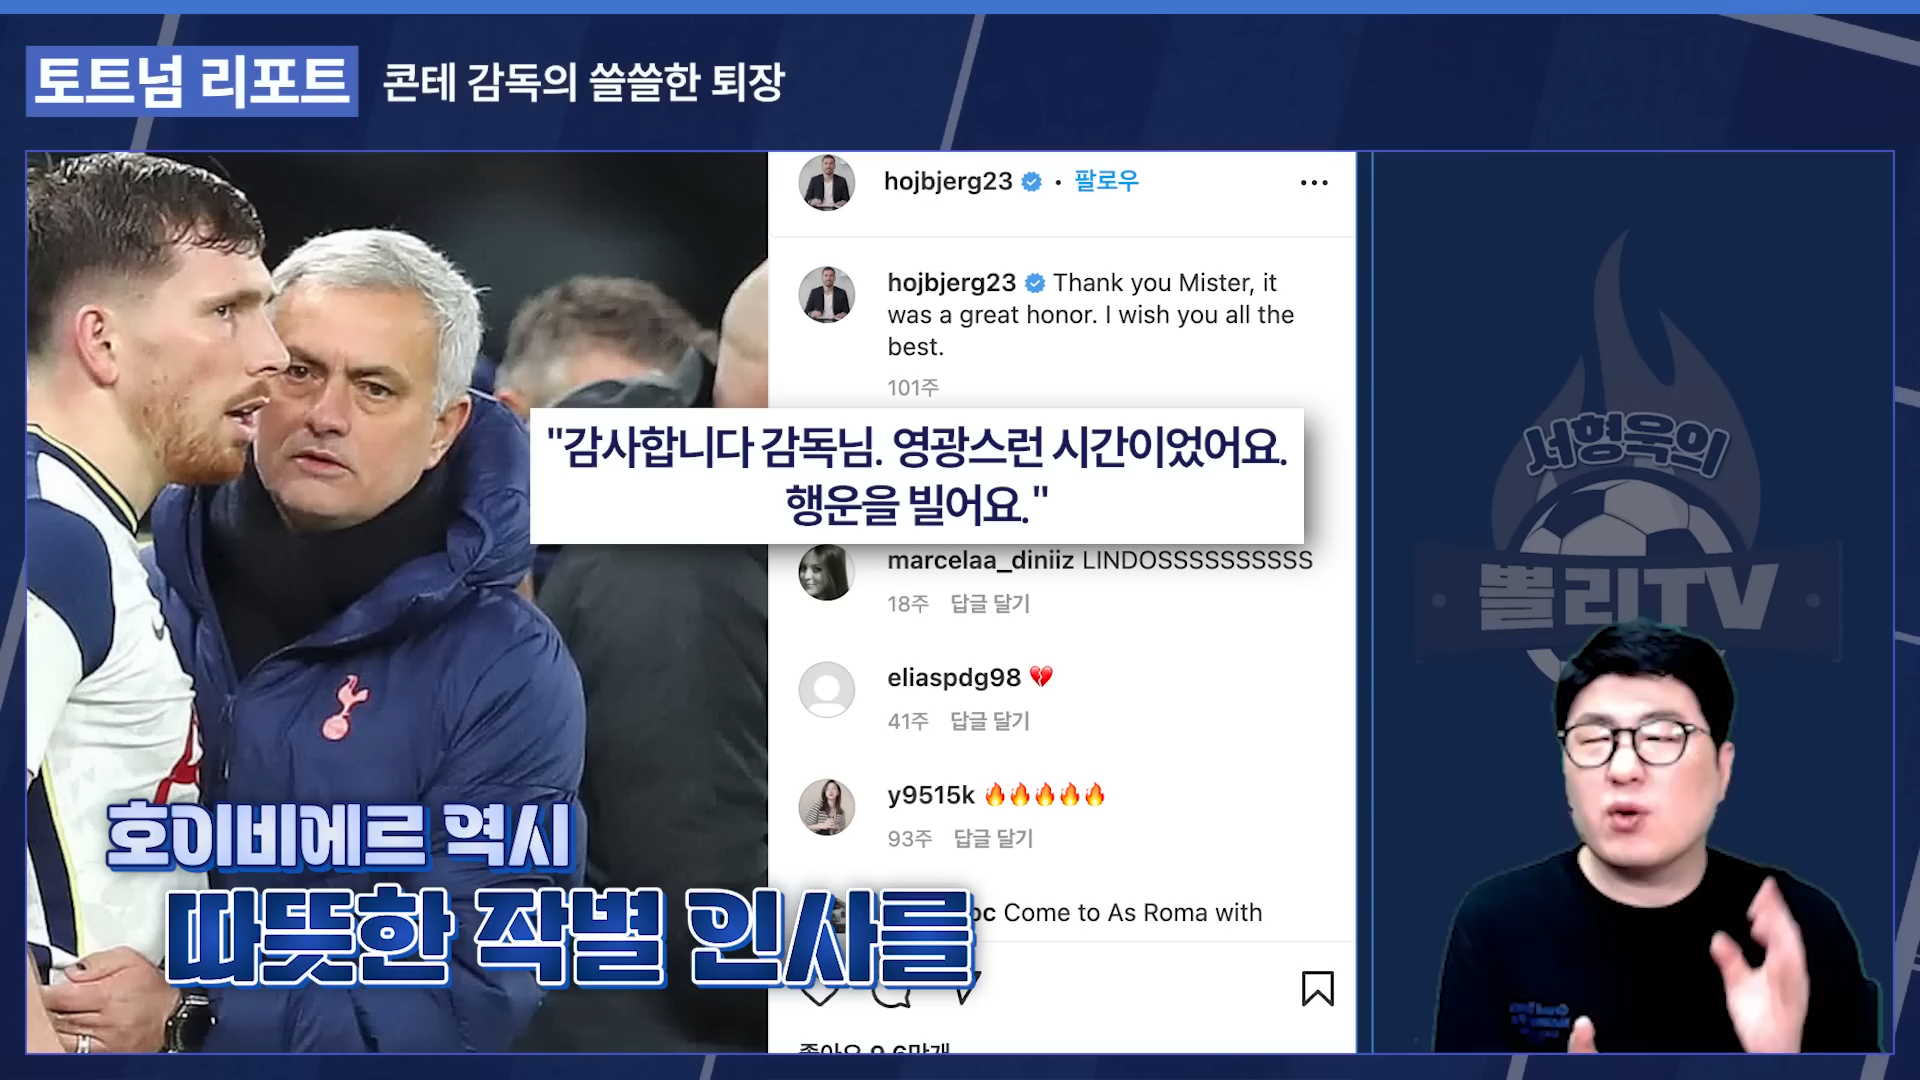 토트넘 리포트 콘테 감독의 쓸쓸한 퇴장
hojbjerg23 • 팔로우
hojbjerg23 Thank you Mister, it
was a great honor. I wish you all the
best.
101주
"감사합니다 감독님. 영광스런 시간이었어요.
행운을 빌어요."
marcelaa_diniiz LINDOSSSSSSSSSS
18주 답글 달기
eliaspdg98 💔
41주 답글 달기
y9515k 🔥🔥🔥🔥🔥
93주 답글 달기
Come to As Roma with
호이비에르 역시
따뜻한 작별 인사를
서형욱의
뽈리TV